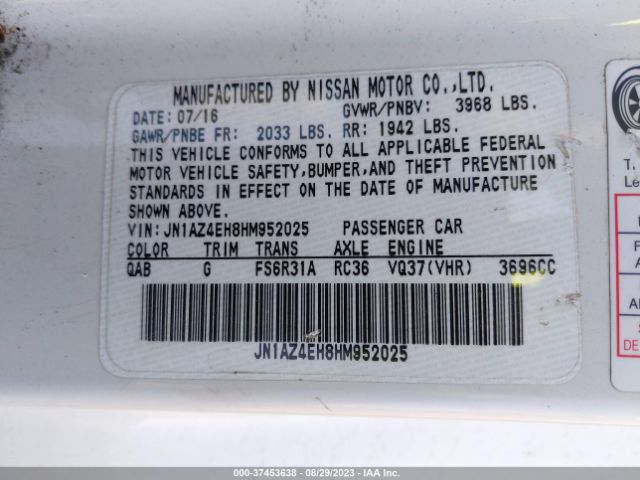 MANUFACTURED BY NISSAN MOTOR CO.,LTD.
DATE: 07/16 GVWR/PNBV: 3968 LBS.
GAWR/PNBE FR: 2033 LBS. RR: 1942 LBS.
THIS VEHICLE CONFORMS TO ALL APPLICABLE FEDERAL
MOTOR VEHICLE SAFETY,BUMPER,AND THEFT PREVENTION
STANDARDS IN EFFECT ON THE DATE OF MANUFACTURE
SHOWN ABOVE.
VIN:JN1AZ4EH8HM952025 PASSENGER CAR
COLOR TRIM TRANS AXLE ENGINE
QAB G FS6R31A RC36 VQ37(VHR) 3696CC
JN1AZ4EH8HM952025
T.
DE
000-37453638 - 08/29/2023 - IAA Inc.